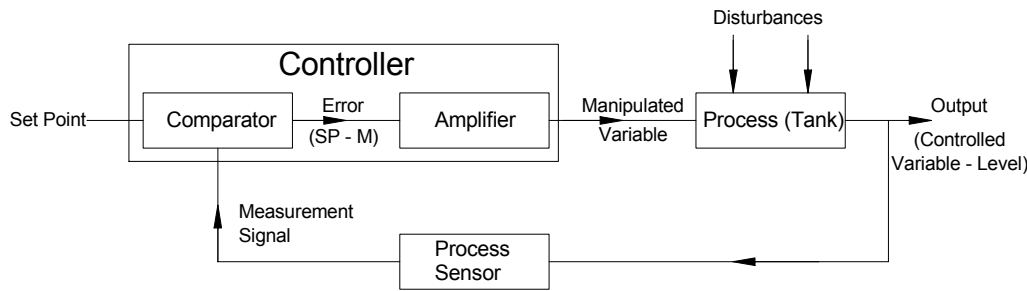 Disturbances
Controller
Set Point
Comparator
Error
(SP - M)
Amplifier
Manipulated
Variable
Process (Tank)
Output
(Controlled
Variable - Level)
Measurement
Signal
Process
Sensor